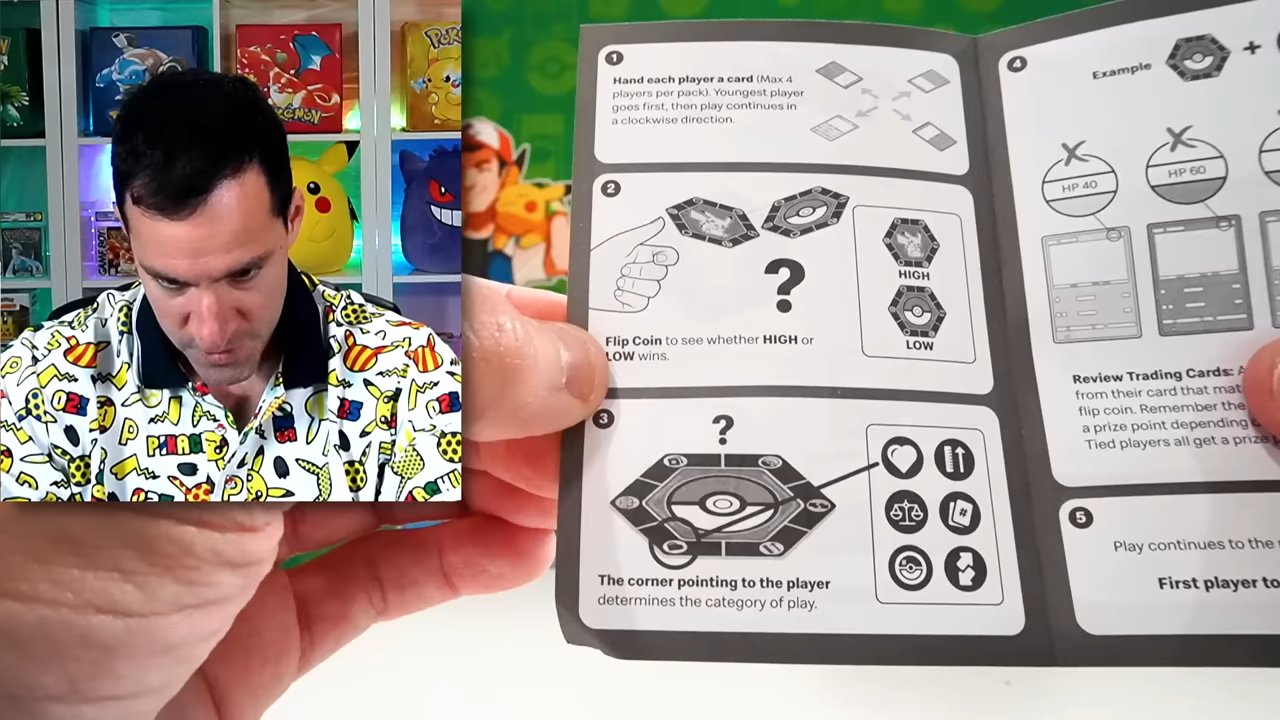 POKÉMON
GAME BOY
PIKACHU
025
1
Hand each player a card (Max 4
players per pack). Youngest player
goes first, then play continues in
a clockwise direction.
2
?
HIGH
LOW
Flip Coin to see whether HIGH or
LOW wins.
3
?
#
The corner pointing to the player
determines the category of play.
4
Example
+
HP 40
HP 60
Review Trading Cards:
from their card that mat
flip coin. Remember the
a prize point depending
Tied players all get a prize
5
Play continues to the
First player to